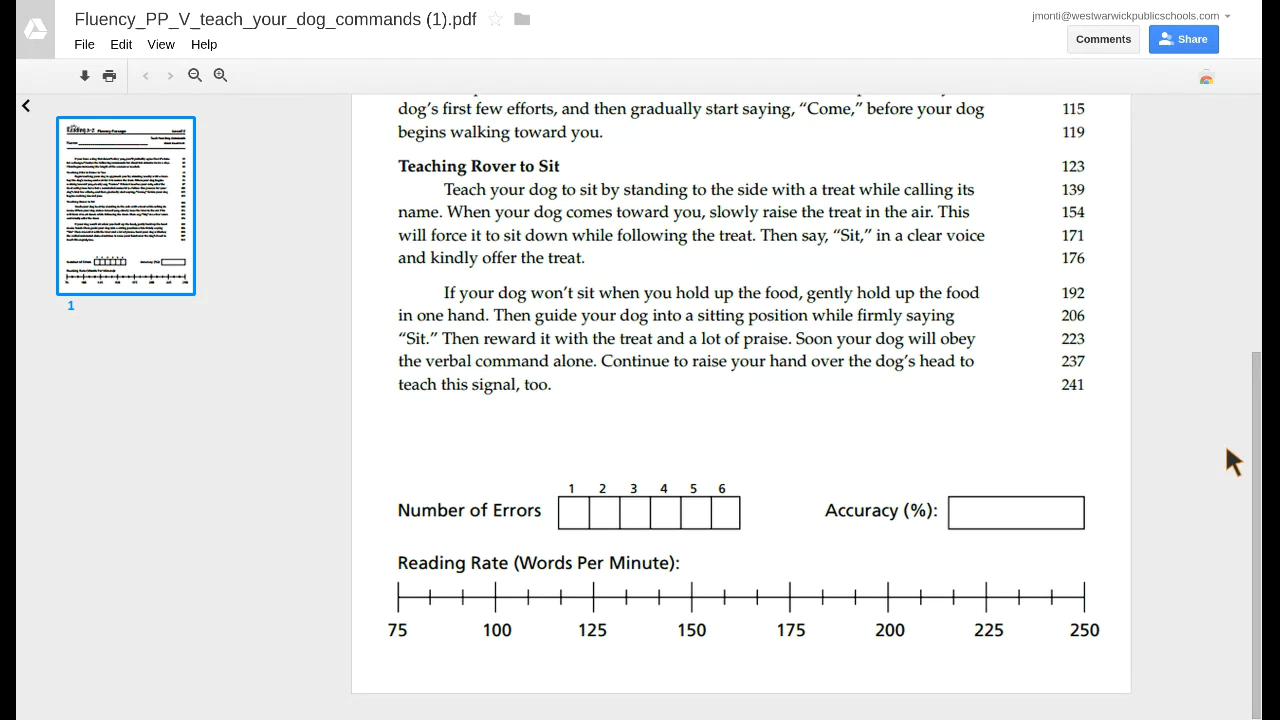 Fluency_PP_V_teach_your_dog_commands (1).pdf
jmonti@westwarwickpublicschools.com
File Edit View Help
Comments Share
dog’s first few efforts, and then gradually start saying, “Come,” before your dog 115
begins walking toward you. 119
Teaching Rover to Sit 123
Teach your dog to sit by standing to the side with a treat while calling its 139
name. When your dog comes toward you, slowly raise the treat in the air. This 154
will force it to sit down while following the treat. Then say, “Sit,” in a clear voice 171
and kindly offer the treat. 176
If your dog won’t sit when you hold up the food, gently hold up the food 192
in one hand. Then guide your dog into a sitting position while firmly saying 206
“Sit.” Then reward it with the treat and a lot of praise. Soon your dog will obey 223
the verbal command alone. Continue to raise your hand over the dog’s head to 237
teach this signal, too. 241
1
1 2 3 4 5 6
Number of Errors Accuracy (%):
Reading Rate (Words Per Minute):
75 100 125 150 175 200 225 250